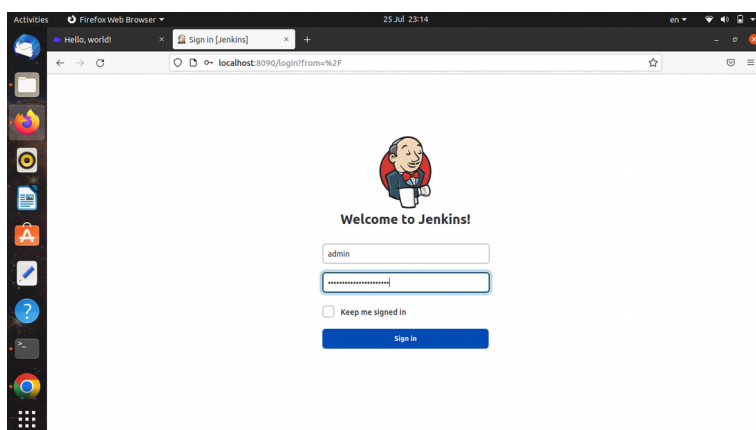 Activities Firefox Web Browser 25 Jul 23:14 en
Hello, world! × Sign in [Jenkins] × +
localhost:8090/login?from=%2F
Welcome to Jenkins!
admin
•••••••••••••••••••••••
Keep me signed in
Sign in